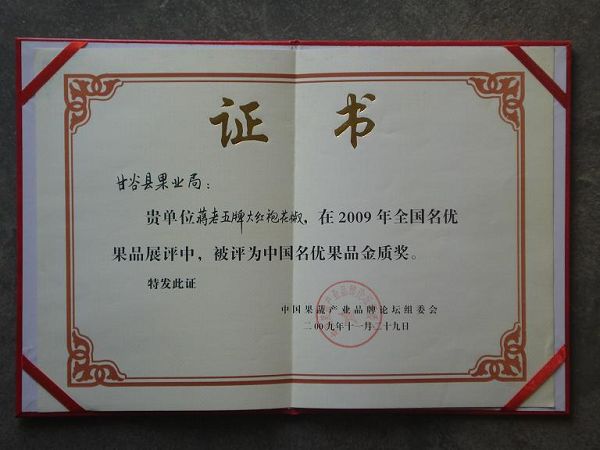 证书
甘谷县果业局：
贵单位蒋老五牌大红袍花椒，在2009年全国名优
果品展评中，被评为中国名优果品金质奖。
特发此证
中国果蔬产业品牌论坛组委会
二00九年十一月二十九日